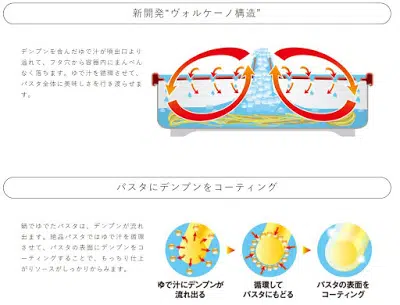 新開発“ヴォルケーノ構造”
デンプンを含んだゆで汁が噴出口より
溢れて、フタ穴から容器内にまんべん
なく落ちます。ゆで汁を循環させて、
パスタ全体に美味しさを行き渡らせま
す。
パスタにデンプンをコーティング
鍋でゆでたパスタは、デンプンが流れ
出ます。絶品パスタではゆで汁を循環
させて、パスタの表面にデンプンをコ
ーティングすることで、もっちり仕上
がりソースがしっかりからみます。
ゆで汁にデンプンが
流れ出る
循環して
パスタにもどる
パスタの表面を
コーティング